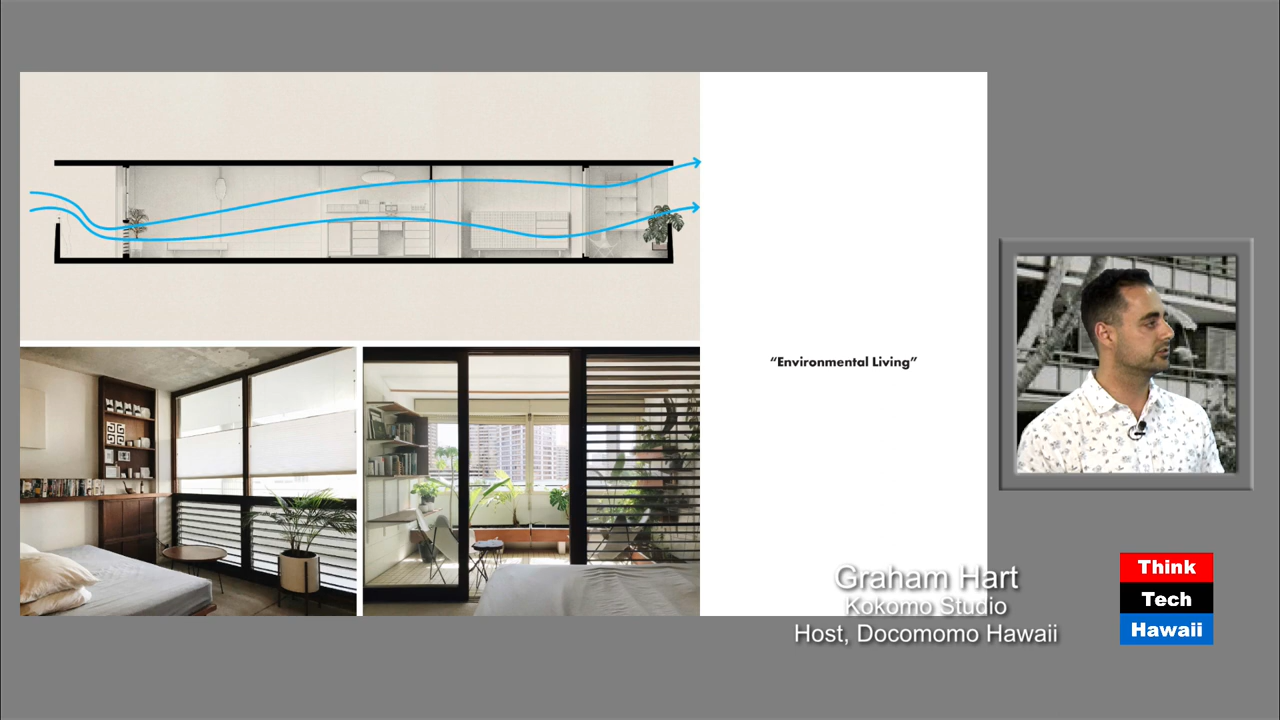 “Environmental Living”
Graham Hart
Kokomo Studio
Host, Docomomo Hawaii
Think
Tech
Hawaii